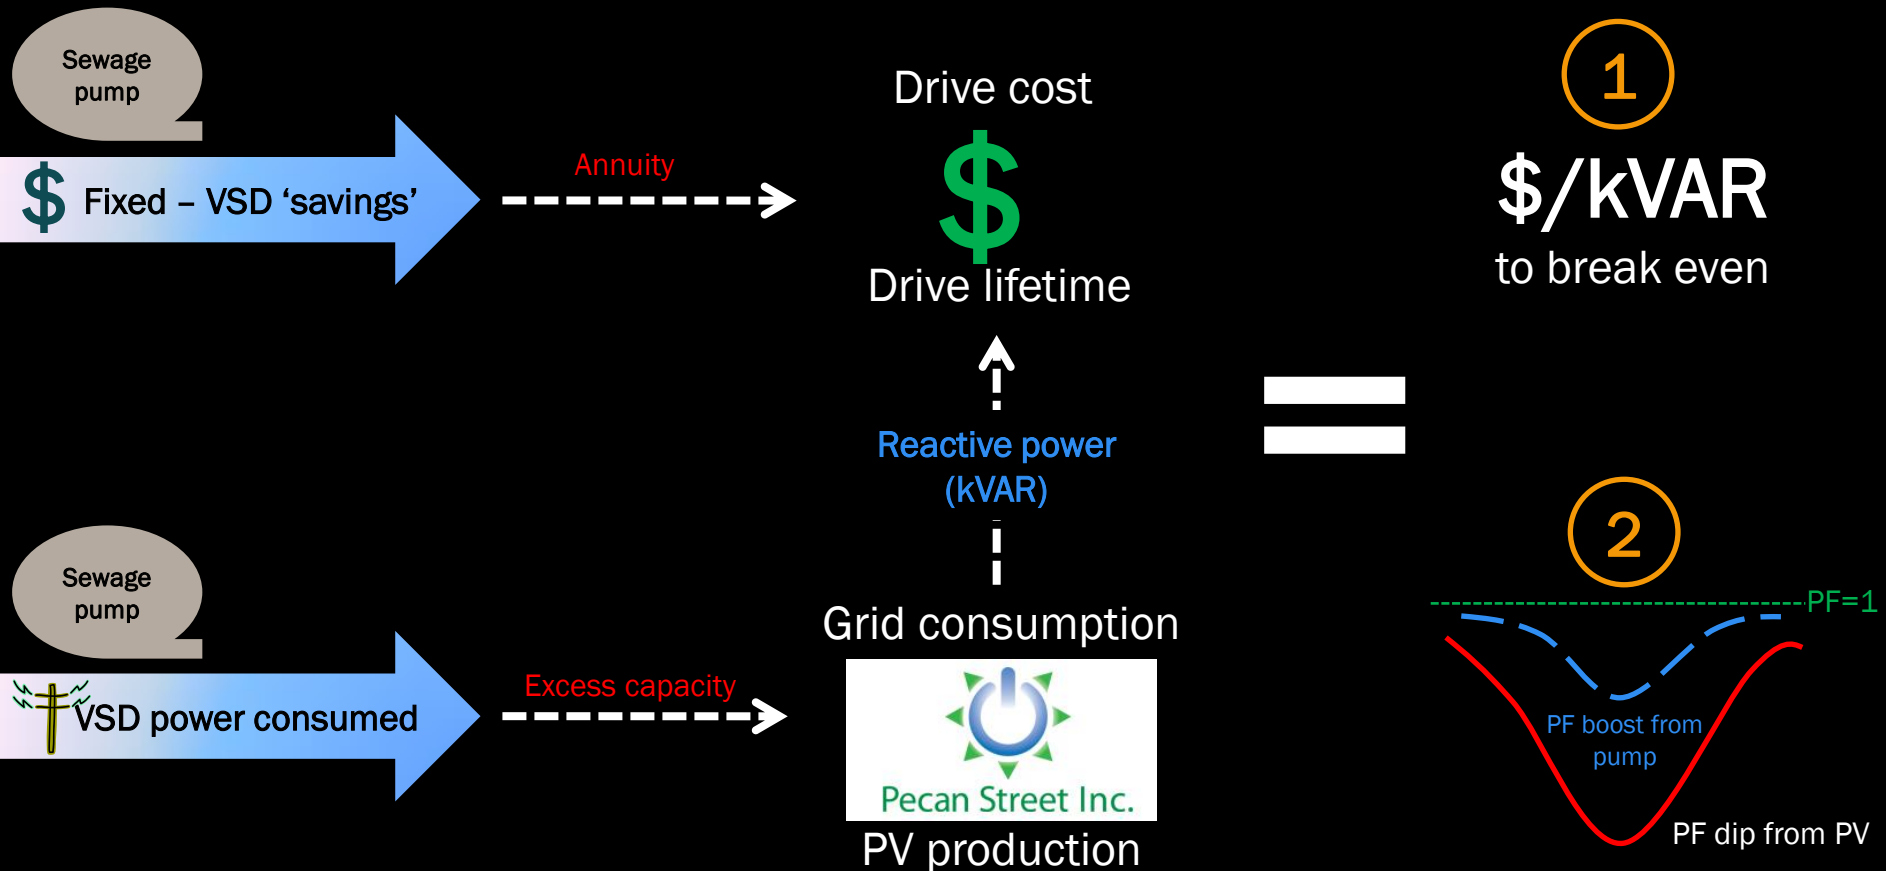 Sewage
pump
$ Fixed – VSD ‘savings’
Annuity
Drive cost
$
Drive lifetime
Reactive power
(kVAR)
Sewage
pump
VSD power consumed
Excess capacity
Grid consumption
Pecan Street Inc.
PV production
1
$/kVAR
to break even
2
PF=1
PF boost from
pump
PF dip from PV